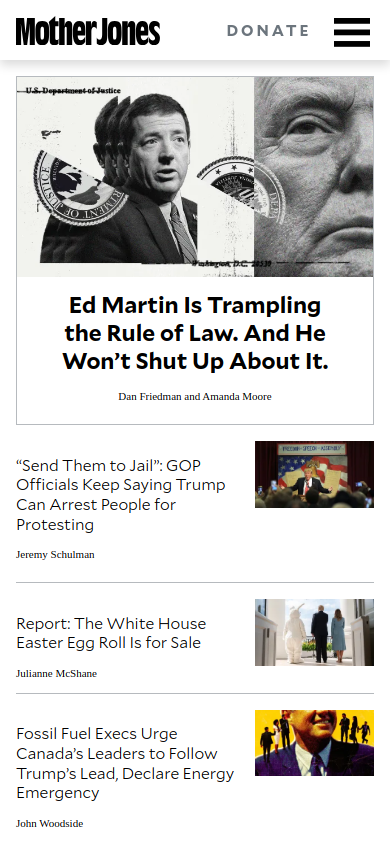 Mother Jones
DONATE
U.S. Department of Justice
Washington, D.C. 20530
Ed Martin Is Trampling
the Rule of Law. And He
Won’t Shut Up About It.
Dan Friedman and Amanda Moore
“Send Them to Jail”: GOP
Officials Keep Saying Trump
Can Arrest People for
Protesting
Jeremy Schulman
FREEDOM · SPEECH · ASSEMBLY
Report: The White House
Easter Egg Roll Is for Sale
Julianne McShane
Fossil Fuel Execs Urge
Canada’s Leaders to Follow
Trump’s Lead, Declare Energy
Emergency
John Woodside